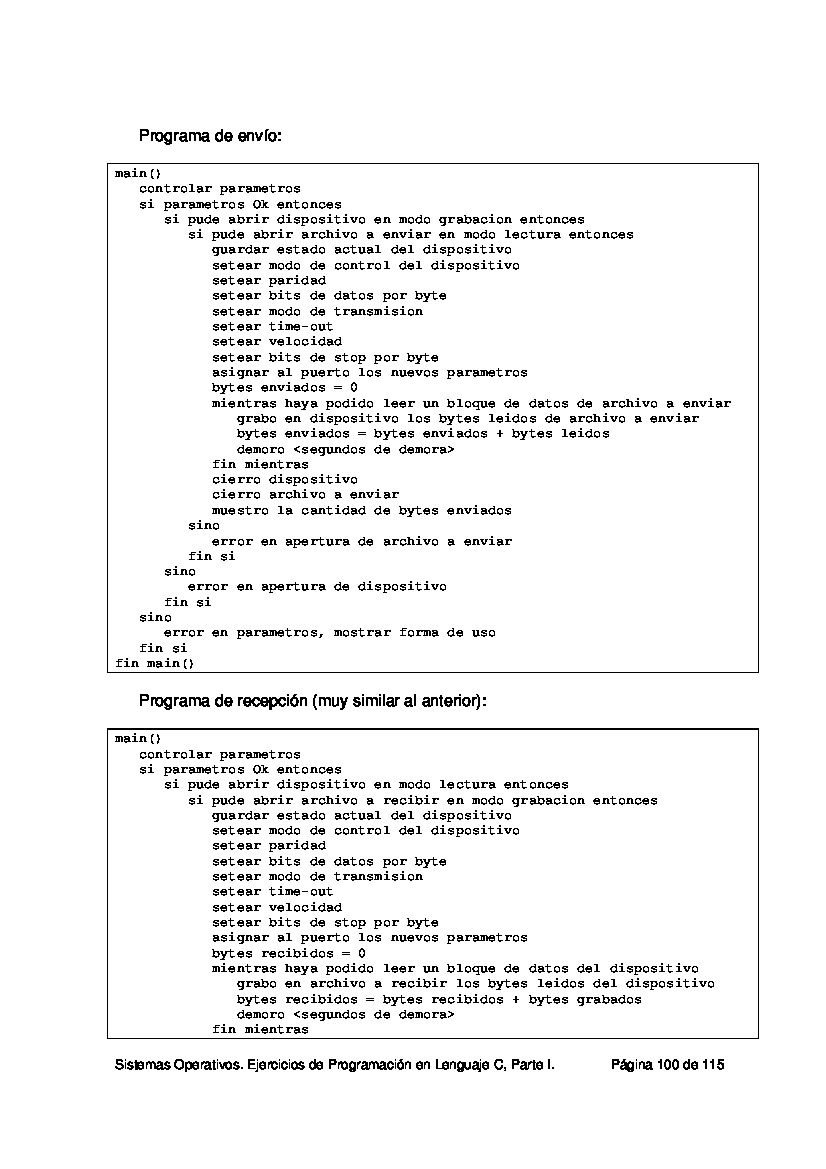 Programa de envío:
main()
   controlar parametros
   si parametros Ok entonces
      si pude abrir dispositivo en modo grabacion entonces
         si pude abrir archivo a enviar en modo lectura entonces
            guardar estado actual del dispositivo
            setear modo de control del dispositivo
            setear paridad
            setear bits de datos por byte
            setear modo de transmision
            setear time-out
            setear velocidad
            setear bits de stop por byte
            asignar al puerto los nuevos parametros
            bytes enviados = 0
            mientras haya podido leer un bloque de datos de archivo a enviar
               grabo en dispositivo los bytes leidos de archivo a enviar
               bytes enviados = bytes enviados + bytes leidos
               demoro <segundos de demora>
            fin mientras
            cierro dispositivo
            cierro archivo a enviar
            muestro la cantidad de bytes enviados
         sino
            error en apertura de archivo a enviar
         fin si
      sino
         error en apertura de dispositivo
      fin si
   sino
      error en parametros, mostrar forma de uso
   fin si
fin main()
Programa de recepción (muy similar al anterior):
main()
   controlar parametros
   si parametros Ok entonces
      si pude abrir dispositivo en modo lectura entonces
         si pude abrir archivo a recibir en modo grabacion entonces
            guardar estado actual del dispositivo
            setear modo de control del dispositivo
            setear paridad
            setear bits de datos por byte
            setear modo de transmision
            setear time-out
            setear velocidad
            setear bits de stop por byte
            asignar al puerto los nuevos parametros
            bytes recibidos = 0
            mientras haya podido leer un bloque de datos del dispositivo
               grabo en archivo a recibir los bytes leidos del dispositivo
               bytes recibidos = bytes recibidos + bytes grabados
               demoro <segundos de demora>
            fin mientras
Sistemas Operativos. Ejercicios de Programación en Lenguaje C, Parte I. Página 100 de 115